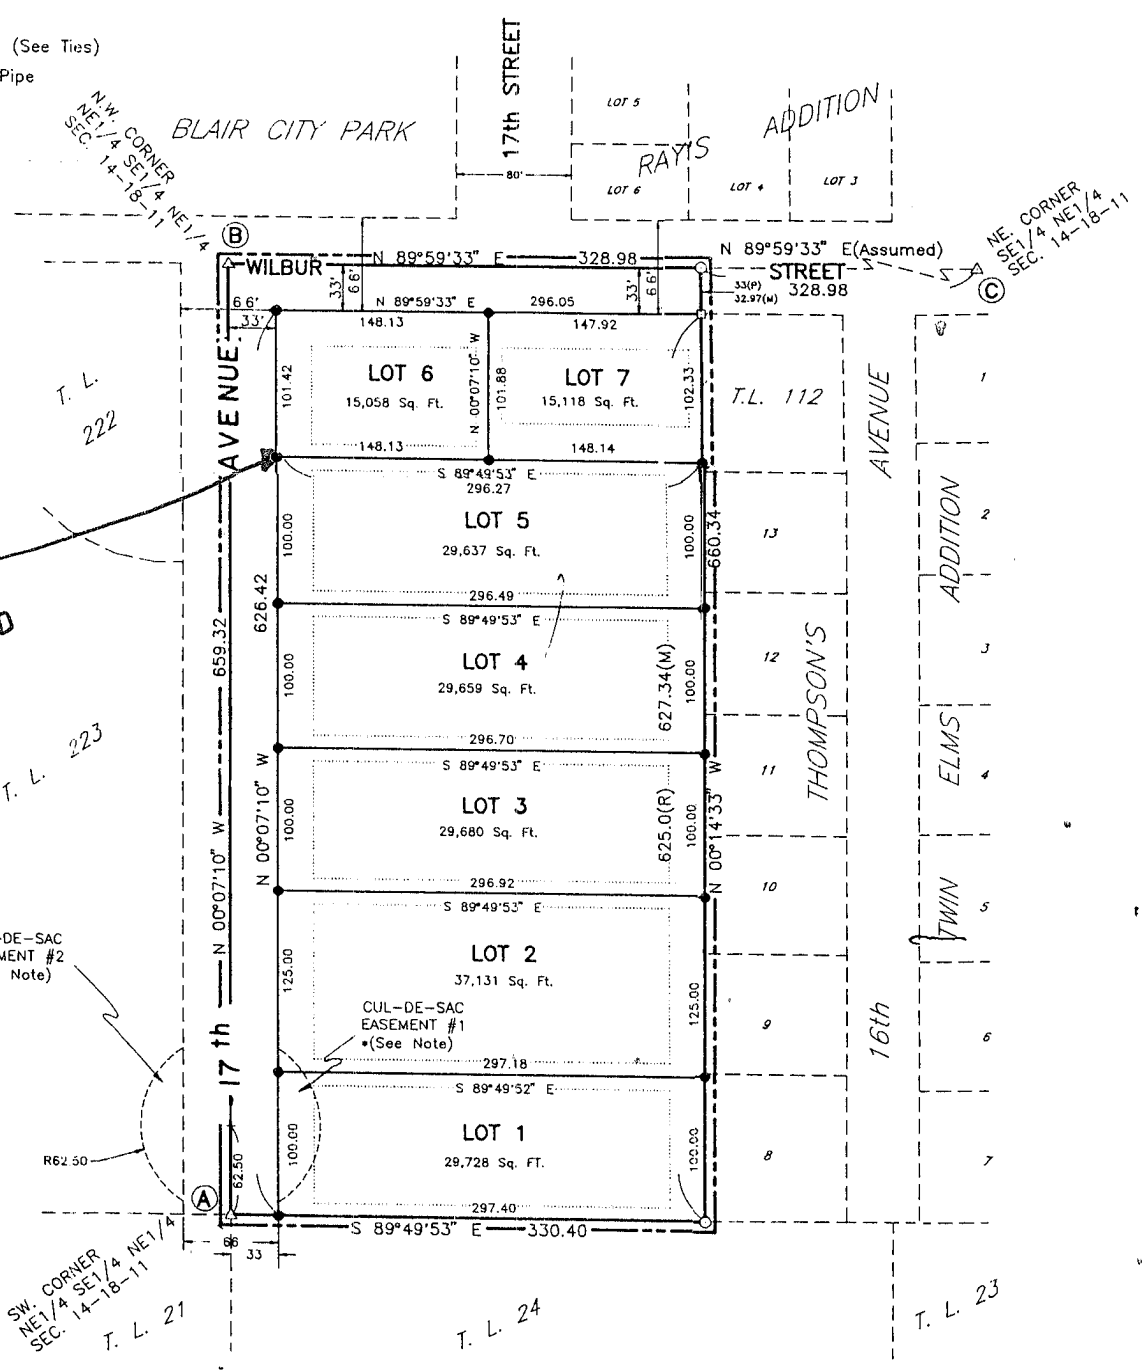 (See Ties)
Pipe
17th STREET
N.W. CORNER
NE1/4 SE1/4 NE1/4
SEC. 14-18-11
BLAIR CITY PARK
80'
LOT 5
LOT 6
LOT 4
LOT 3
RAY'S ADDITION
NE. CORNER
SE1/4 NE1/4
SEC. 14-18-11
B
WILBUR N 89°59'33" E 328.98
N 89°59'33" E(Assumed)
STREET
328.98
33(P)
32.97(M)
C
66'
33'
33'
66'
33'
66'
N 89°59'33" E 296.05
148.13
147.92
T. L.
222
AVENUE
101.42
LOT 6
15,058 Sq. Ft.
N 00°07'10" W
101.88
LOT 7
15,118 Sq. Ft.
102.33
T.L. 112
AVENUE
1
148.13
148.14
S 89°49'53" E
296.27
LOT 5
29,637 Sq. Ft.
100.00
100.00
660.34
13
2
ADDITION
296.49
S 89°49'53" E
659.32
626.42
LOT 4
29,659 Sq. Ft.
100.00
627.34(M)
100.00
12
THOMPSON'S
3
296.70
S 89°49'53" E
T. L. 223
N 00°07'10" W
N 00°07'10" W
LOT 3
29,680 Sq. Ft.
100.00
625.0(R)
100.00
N 00°14'33" W
11
ELMS
4
296.92
S 89°49'53" E
10
5
TWIN
-DE-SAC
MENT #2
Note)
LOT 2
37,131 Sq. Ft.
125.00
125.00
CUL-DE-SAC
EASEMENT #1
*(See Note)
9
16th
6
297.18
S 89°49'52" E
17th
LOT 1
29,728 Sq. FT.
100.00
100.00
8
7
R62.50
62.50
A
297.40
S 89°49'53" E 330.40
66
33
SW. CORNER
NE1/4 SE1/4 NE1/4
SEC. 14-18-11
T. L. 21
T. L. 24
T. L. 23